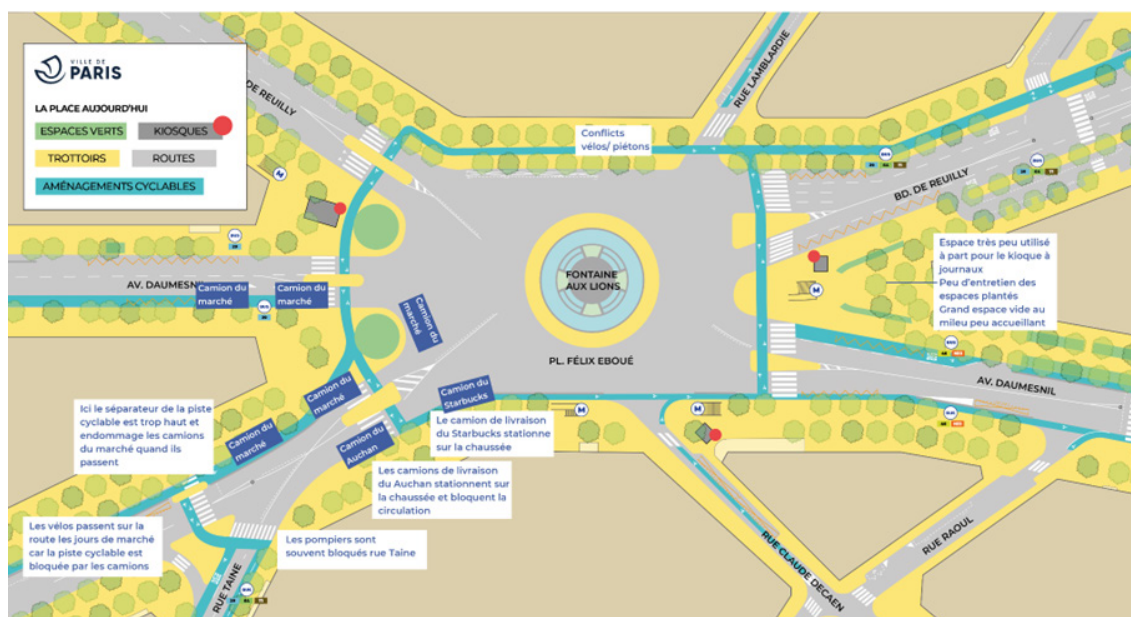 VILLE DE
PARIS
LA PLACE AUJOURD'HUI
ESPACES VERTS
KIOSQUES
TROTTOIRS
ROUTES
AMÉNAGEMENTS CYCLABLES
DE REUILLY
RUE LAMBLARDIE
Conflicts
vélos/ piétons
M
BD. DE REUILLY
AV. DAUMESNIL
Camion du
marché
Camion du
marché
Camion du
marché
FONTAINE
AUX LIONS
M
Espace très peu utilisé
à part pour le kioque à
journaux
Peu d'entretien des
espaces plantés
Grand espace vide au
mileu peu accueillant
PL. FÉLIX EBOUÉ
AV. DAUMESNIL
Camion du
marché
Camion du
Starbucks
M
M
Ici le séparateur de la piste
cyclable est trop haut et
endommage les camions
du marché quand ils
passent
Camion du
marché
Camion du
Auchan
Le camion de livraison
du Starbucks stationne
sur la chaussée
Les camions de livraison
du Auchan stationnent sur
la chaussée et bloquent la
circulation
Les vélos passent sur la
route les jours de marché
car la piste cyclable est
bloquée par les camions
Les pompiers sont
souvent bloqués rue Taine
RUE TAINE
RUE CLAUDE DECAEN
RUE RAOUL